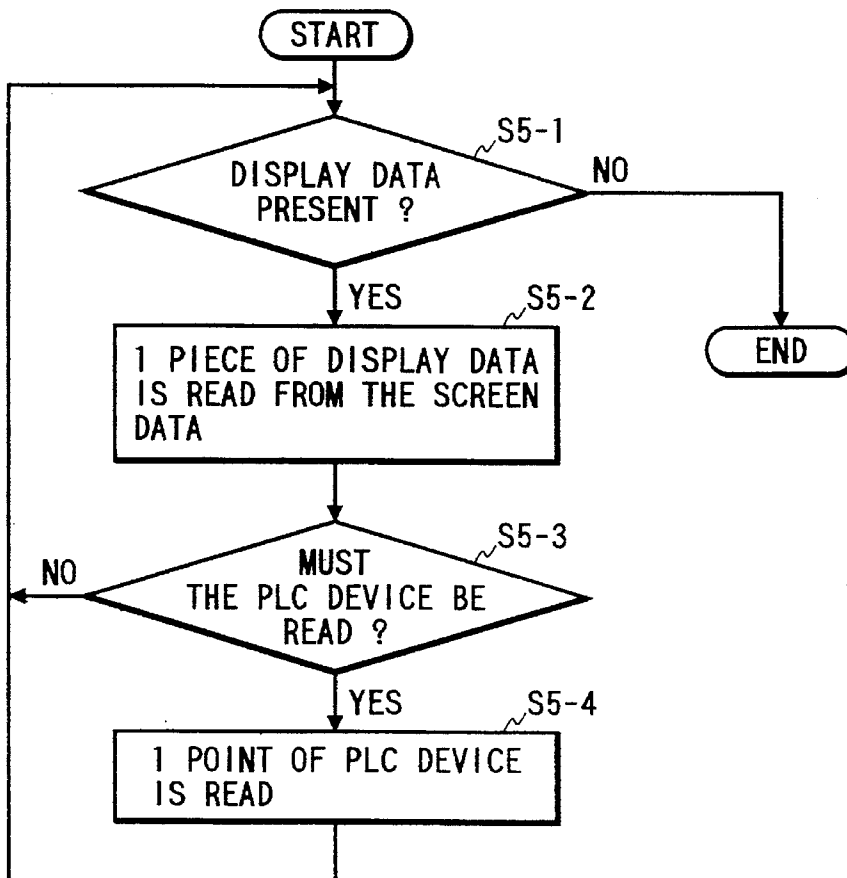 START
S5-1
DISPLAY DATA
PRESENT ?
NO
YES
S5-2
1 PIECE OF DISPLAY DATA
IS READ FROM THE SCREEN
DATA
END
S5-3
MUST
THE PLC DEVICE BE
READ ?
NO
YES
S5-4
1 POINT OF PLC DEVICE
IS READ